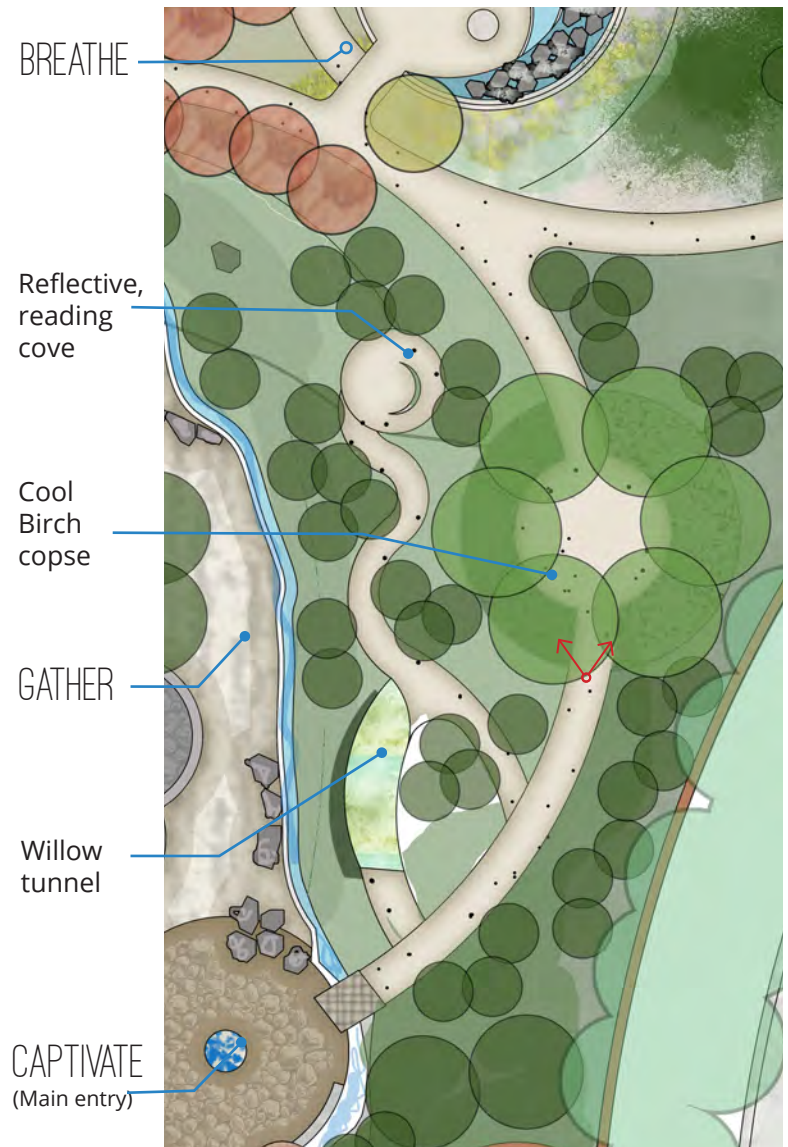 BREATHE
Reflective,
reading
cove
Cool
Birch
copse
GATHER
Willow
tunnel
CAPTIVATE
(Main entry)